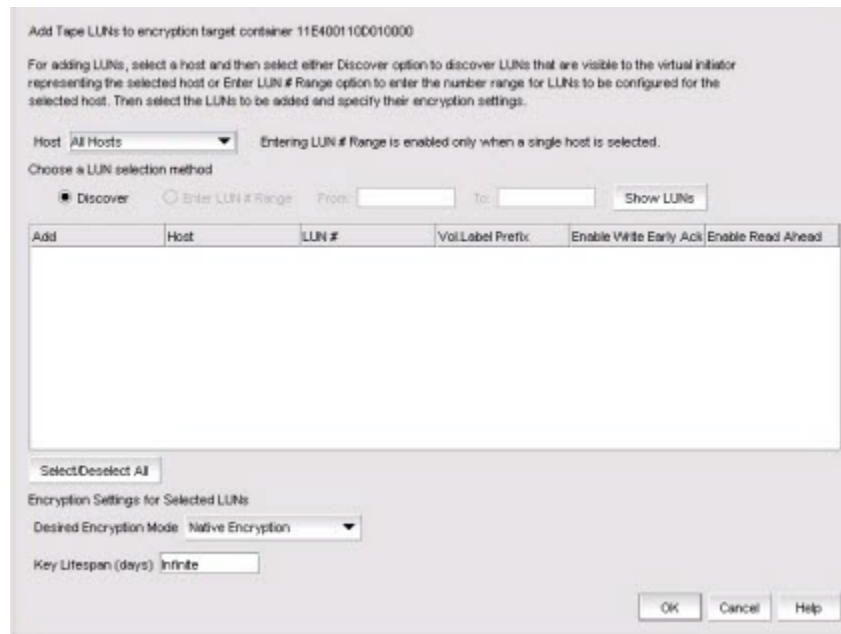 Add Tape LUNs to encryption target container 11E400110D010000
For adding LUNs, select a host and then select either Discover option to discover LUNs that are visible to the virtual initiator
representing the selected host or Enter LUN # Range option to enter the number range for LUNs to be configured for the
selected host. Then select the LUNs to be added and specify their encryption settings.
Host All Hosts Entering LUN # Range is enabled only when a single host is selected.
Choose a LUN selection method
Discover Enter LUN # Range From: To: Show LUNs
Add Host LUN # Vol.Label Prefix Enable Write Early Ack Enable Read Ahead
Select/Deselect All
Encryption Settings for Selected LUNs
Desired Encryption Mode Native Encryption
Key Lifespan (days) Infinite
OK Cancel Help